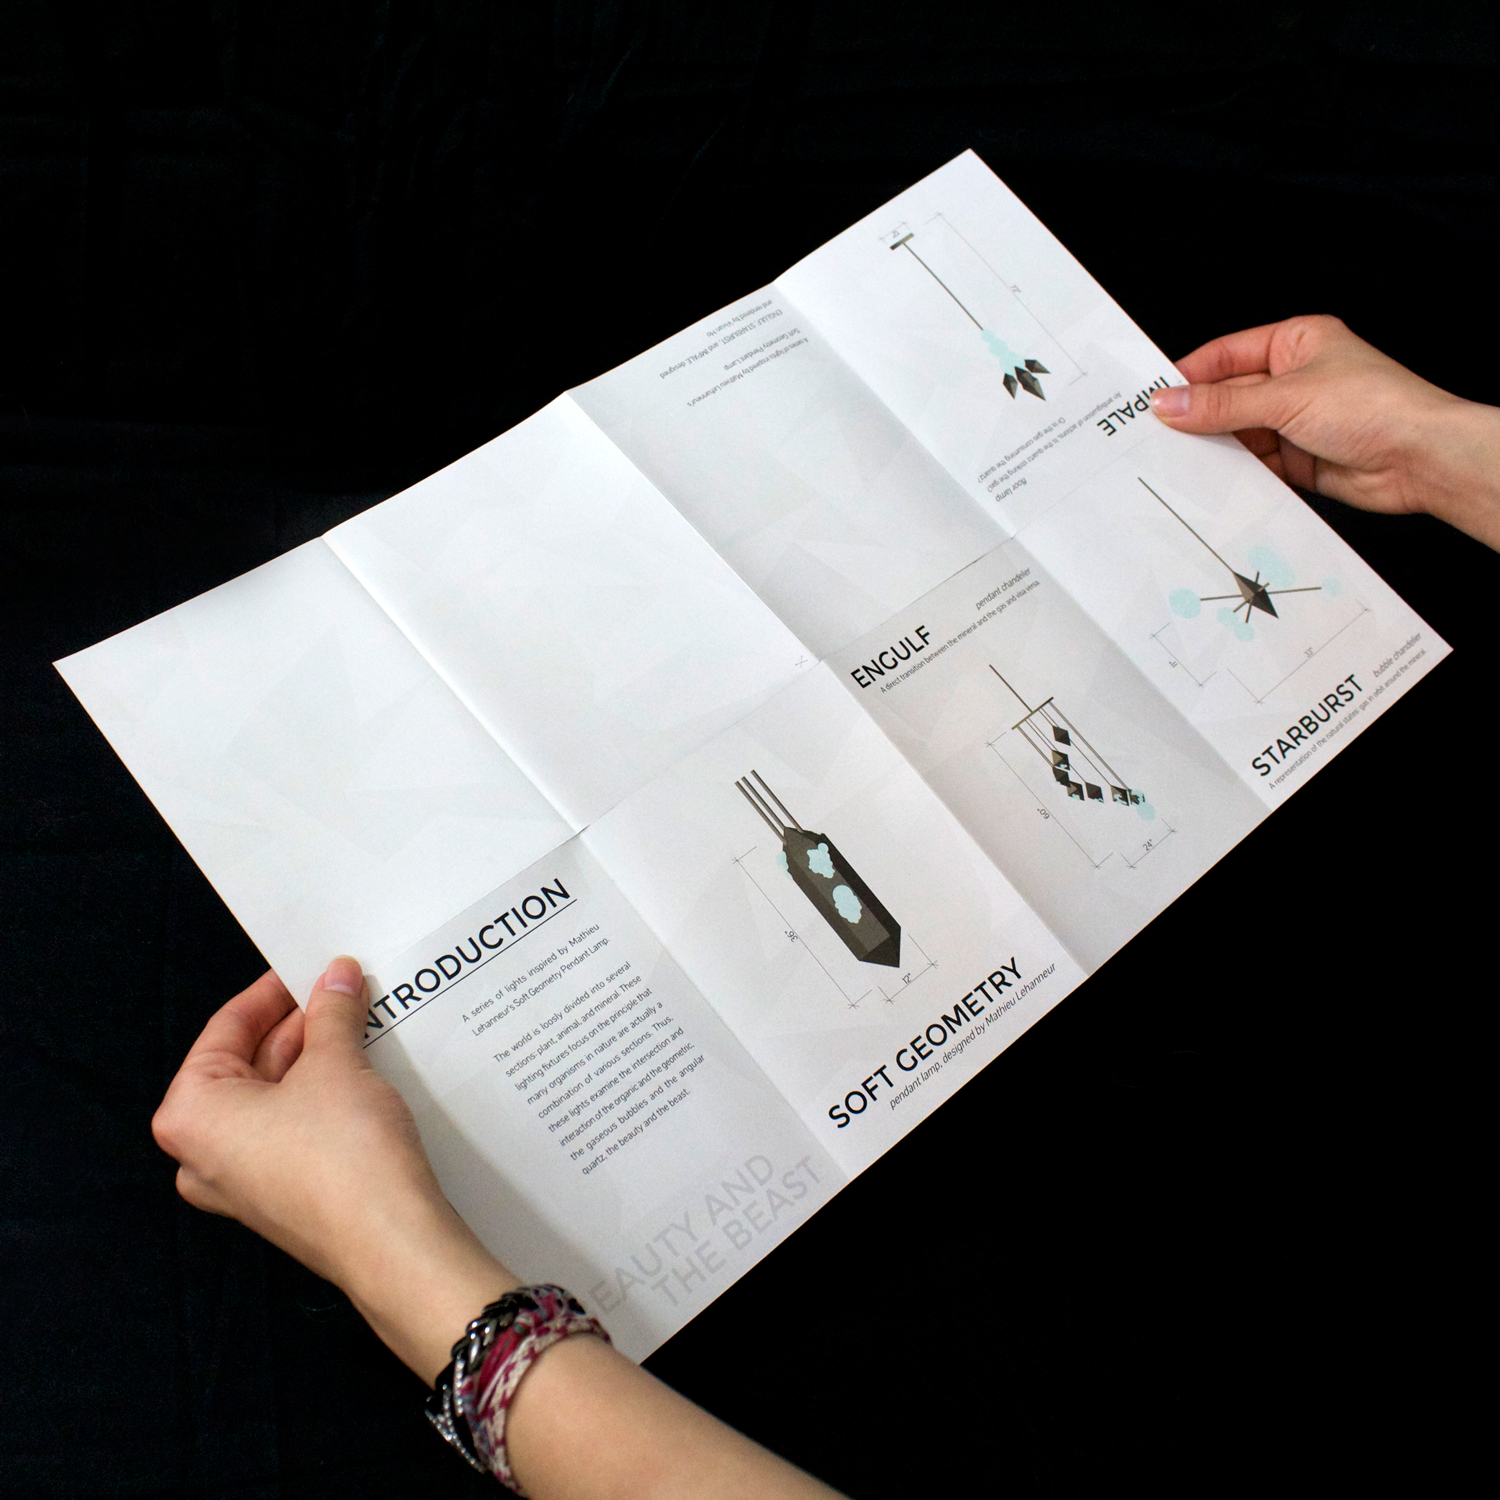 INTRODUCTION
A series of lights inspired by Mathieu
Lehanneur's Soft Geometry Pendant Lamp.
The world is loosly divided into several
sections: plant, animal, and mineral. These
lighting fixtures focus on the principle that
many organisms in nature are actually a
combination of various sections. Thus,
these lights examine the intersection and
interaction of the organic and the geometric,
the gaseous bubbles and the angular
quartz, the beauty and the beast.
EAUTY AND
THE BEAST
36"
12"
SOFT GEOMETRY
pendant lamp, designed by Mathieu Lehanneur
ENGULF
pendant chandelier
A direct transition between the mineral and the gas and visa versa.
60"
24"
33"
STARBURST
bubble chandelier
A representation of the natural states: gas in orbit around the mineral.
IMPALE
floor lamp
An ambiguation of actions. Is the quartz striking the gas?
Or is the gas consuming the quartz?
72"
12"
A series of lights inspired by Mathieu Lehanneur's
Soft Geometry Pendant Lamp
ENGULF, STARBURST, and IMPALE designed
and rendered by Vivian Ho